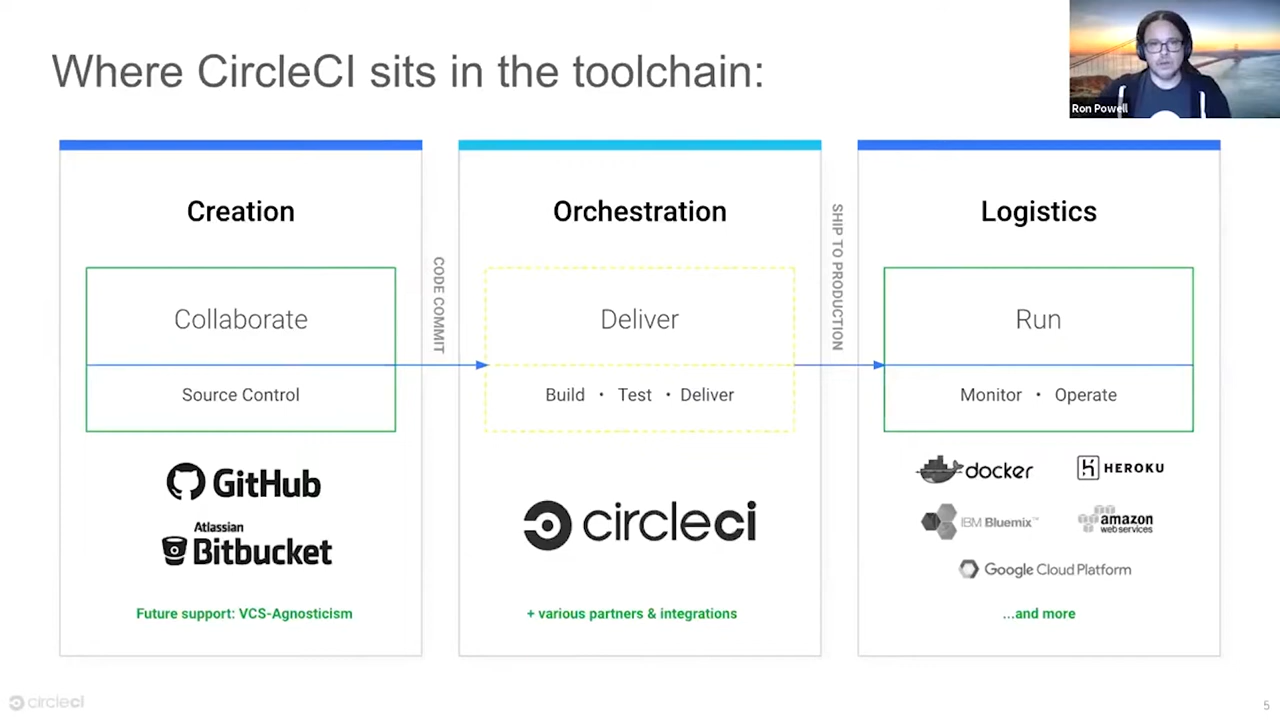 Where CircleCI sits in the toolchain:
Ron Powell
Creation
Collaborate
Source Control
GitHub
Atlassian
Bitbucket
Future support: VCS-Agnosticism
CODE COMMIT
Orchestration
Deliver
Build • Test • Deliver
circleci
+ various partners & integrations
SHIP TO PRODUCTION
Logistics
Run
Monitor • Operate
docker
HEROKU
IBM Bluemix™
amazon
web services
Google Cloud Platform
...and more
circleci
5